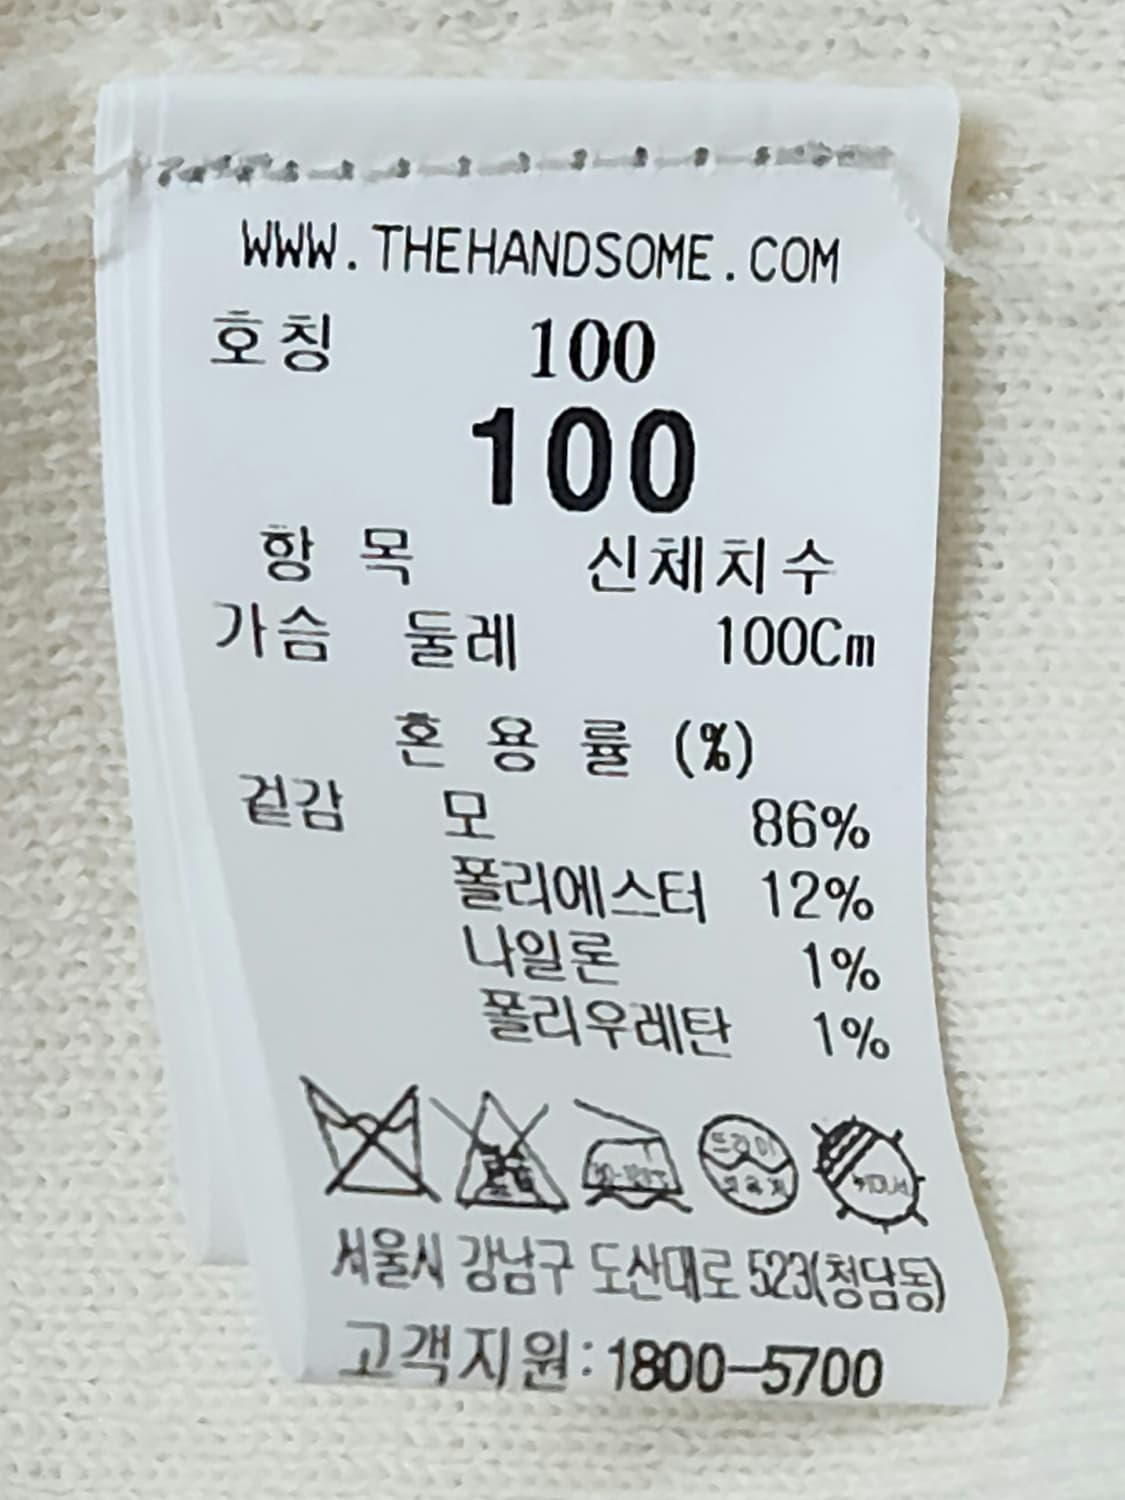 WWW.THEHANDSOME.COM
호칭 100
100
항 목 신체치수
가슴 둘레 100Cm
혼 용 률 (%)
겉감 모 86%
폴리에스터 12%
나일론 1%
폴리우레탄 1%
드라이
서울시 강남구 도산대로 523(청담동)
고객지원:1800-5700